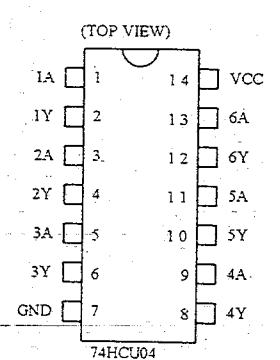 (TOP VIEW)
1A 1 14 VCC
1Y 2 13 6A
2A 3 12 6Y
2Y 4 11 5A
3A 5 10 5Y
3Y 6 9 4A
GND 7 8 4Y
74HCU04